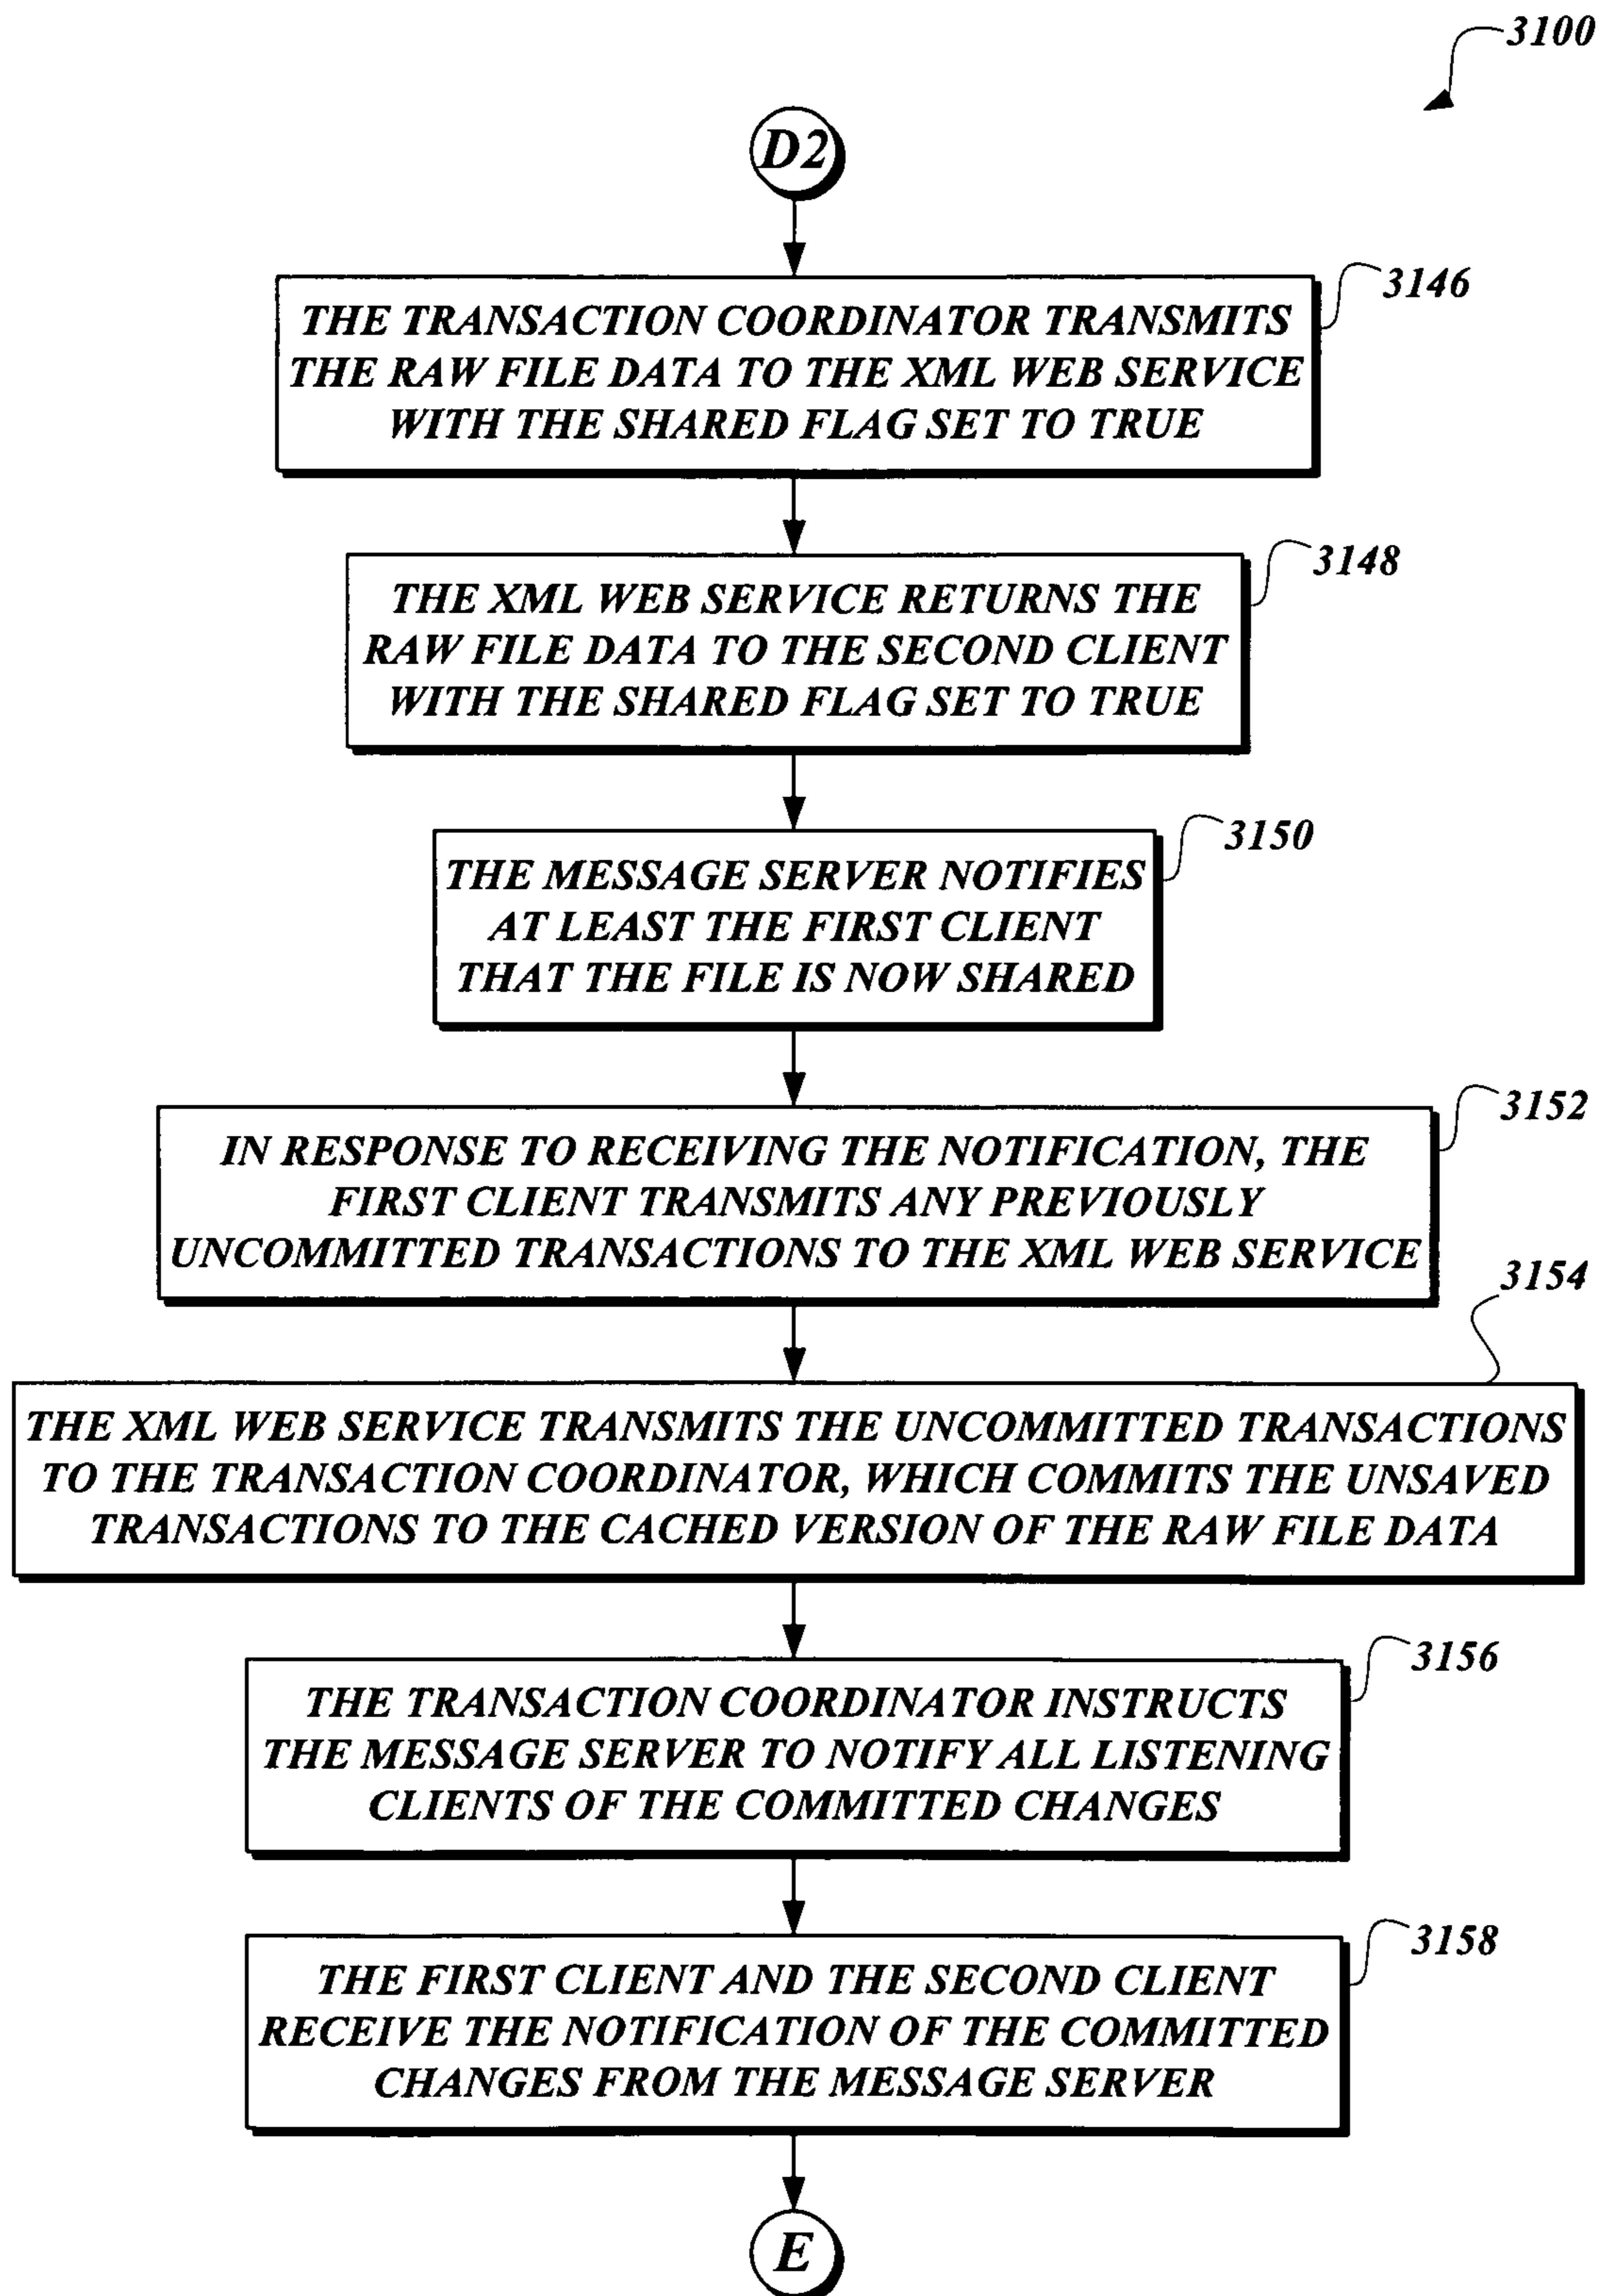 3100
D2
3146
THE TRANSACTION COORDINATOR TRANSMITS
THE RAW FILE DATA TO THE XML WEB SERVICE
WITH THE SHARED FLAG SET TO TRUE
3148
THE XML WEB SERVICE RETURNS THE
RAW FILE DATA TO THE SECOND CLIENT
WITH THE SHARED FLAG SET TO TRUE
3150
THE MESSAGE SERVER NOTIFIES
AT LEAST THE FIRST CLIENT
THAT THE FILE IS NOW SHARED
3152
IN RESPONSE TO RECEIVING THE NOTIFICATION, THE
FIRST CLIENT TRANSMITS ANY PREVIOUSLY
UNCOMMITTED TRANSACTIONS TO THE XML WEB SERVICE
3154
THE XML WEB SERVICE TRANSMITS THE UNCOMMITTED TRANSACTIONS
TO THE TRANSACTION COORDINATOR, WHICH COMMITS THE UNSAVED
TRANSACTIONS TO THE CACHED VERSION OF THE RAW FILE DATA
3156
THE TRANSACTION COORDINATOR INSTRUCTS
THE MESSAGE SERVER TO NOTIFY ALL LISTENING
CLIENTS OF THE COMMITTED CHANGES
3158
THE FIRST CLIENT AND THE SECOND CLIENT
RECEIVE THE NOTIFICATION OF THE COMMITTED
CHANGES FROM THE MESSAGE SERVER
E